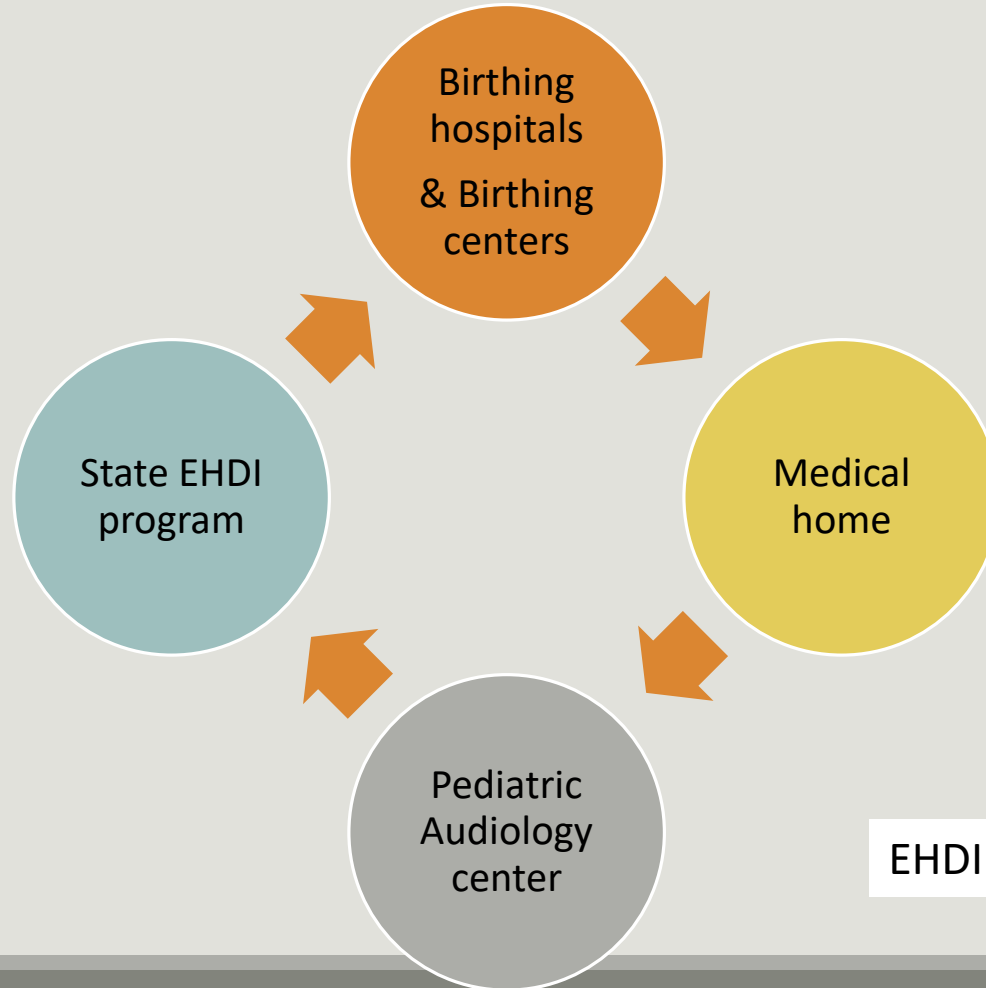 Birthing
hospitals
& Birthing
centers
State EHDI
program
Medical
home
Pediatric
Audiology
center
EHDI